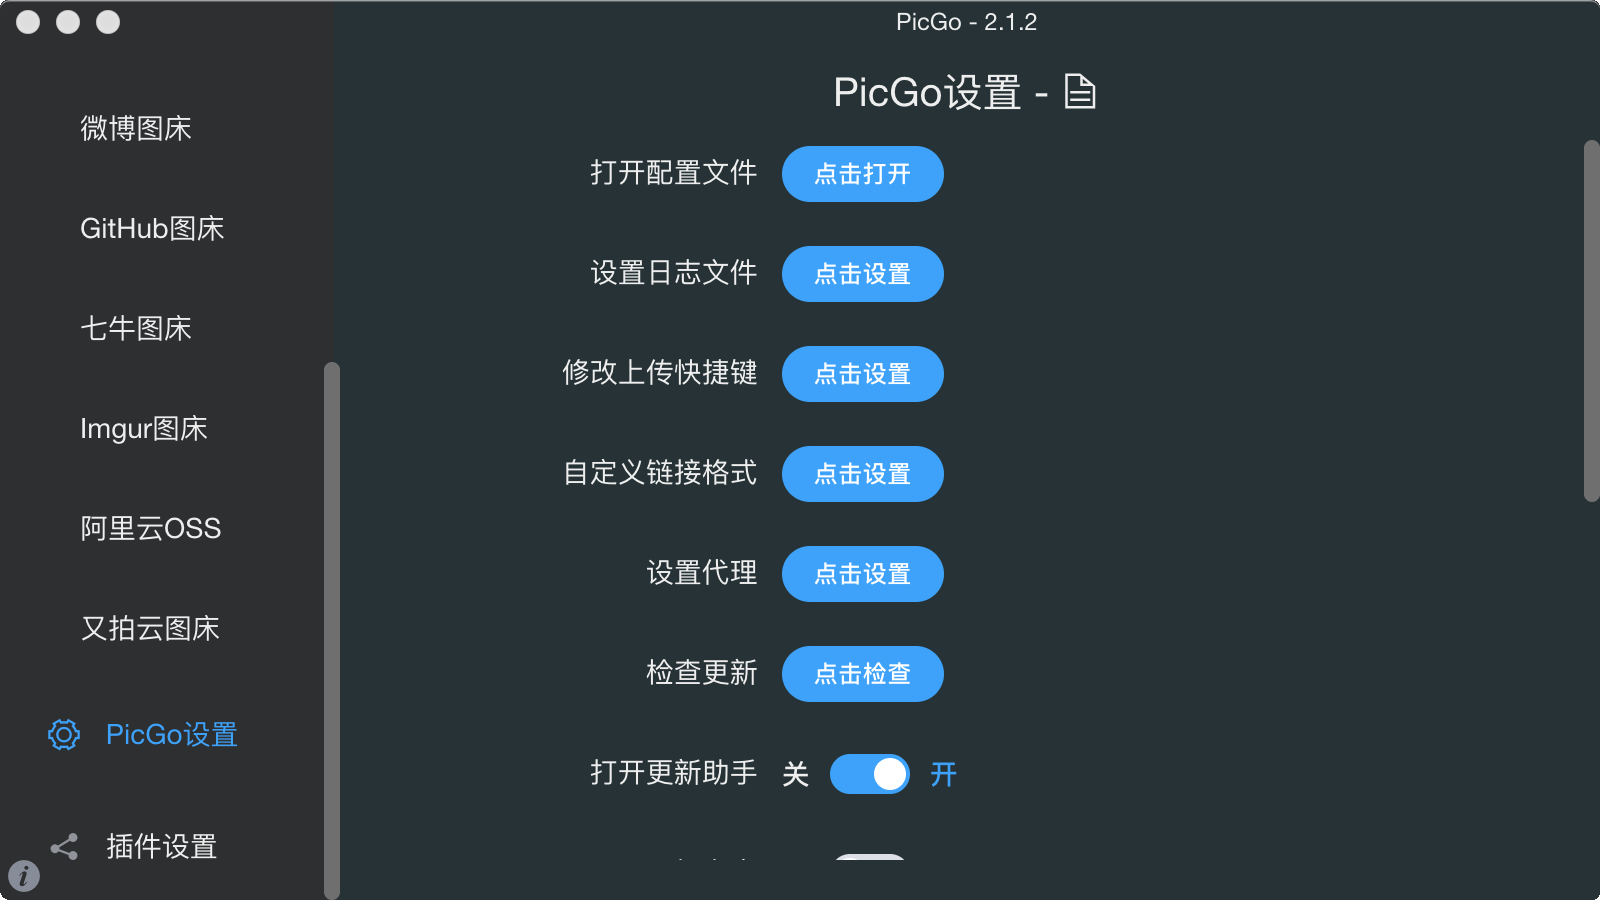 PicGo - 2.1.2
微博图床
GitHub图床
七牛图床
Imgur图床
阿里云OSS
又拍云图床
PicGo设置
插件设置
PicGo设置 -
打开配置文件 点击打开
设置日志文件 点击设置
修改上传快捷键 点击设置
自定义链接格式 点击设置
设置代理 点击设置
检查更新 点击检查
打开更新助手 关 开